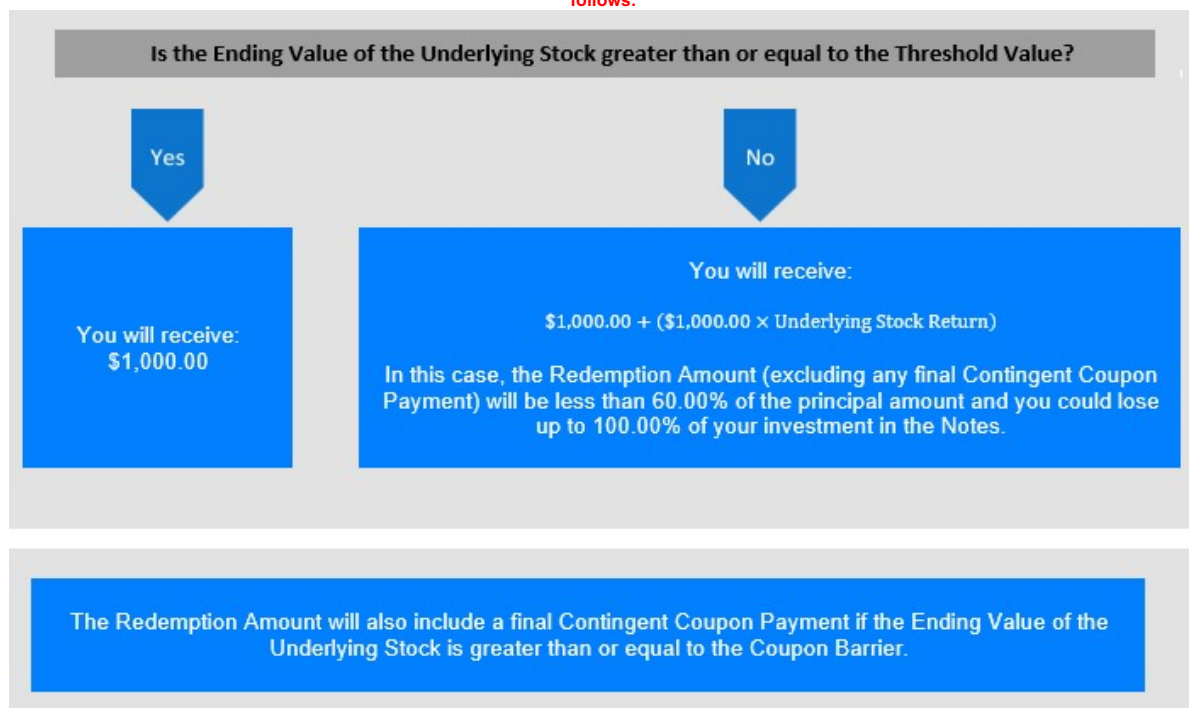 follows:
Is the Ending Value of the Underlying Stock greater than or equal to the Threshold Value?
Yes
No
You will receive:
$1,000.00
You will receive:
$1,000.00 + ($1,000.00 × Underlying Stock Return)
In this case, the Redemption Amount (excluding any final Contingent Coupon
Payment) will be less than 60.00% of the principal amount and you could lose
up to 100.00% of your investment in the Notes.
The Redemption Amount will also include a final Contingent Coupon Payment if the Ending Value of the
Underlying Stock is greater than or equal to the Coupon Barrier.